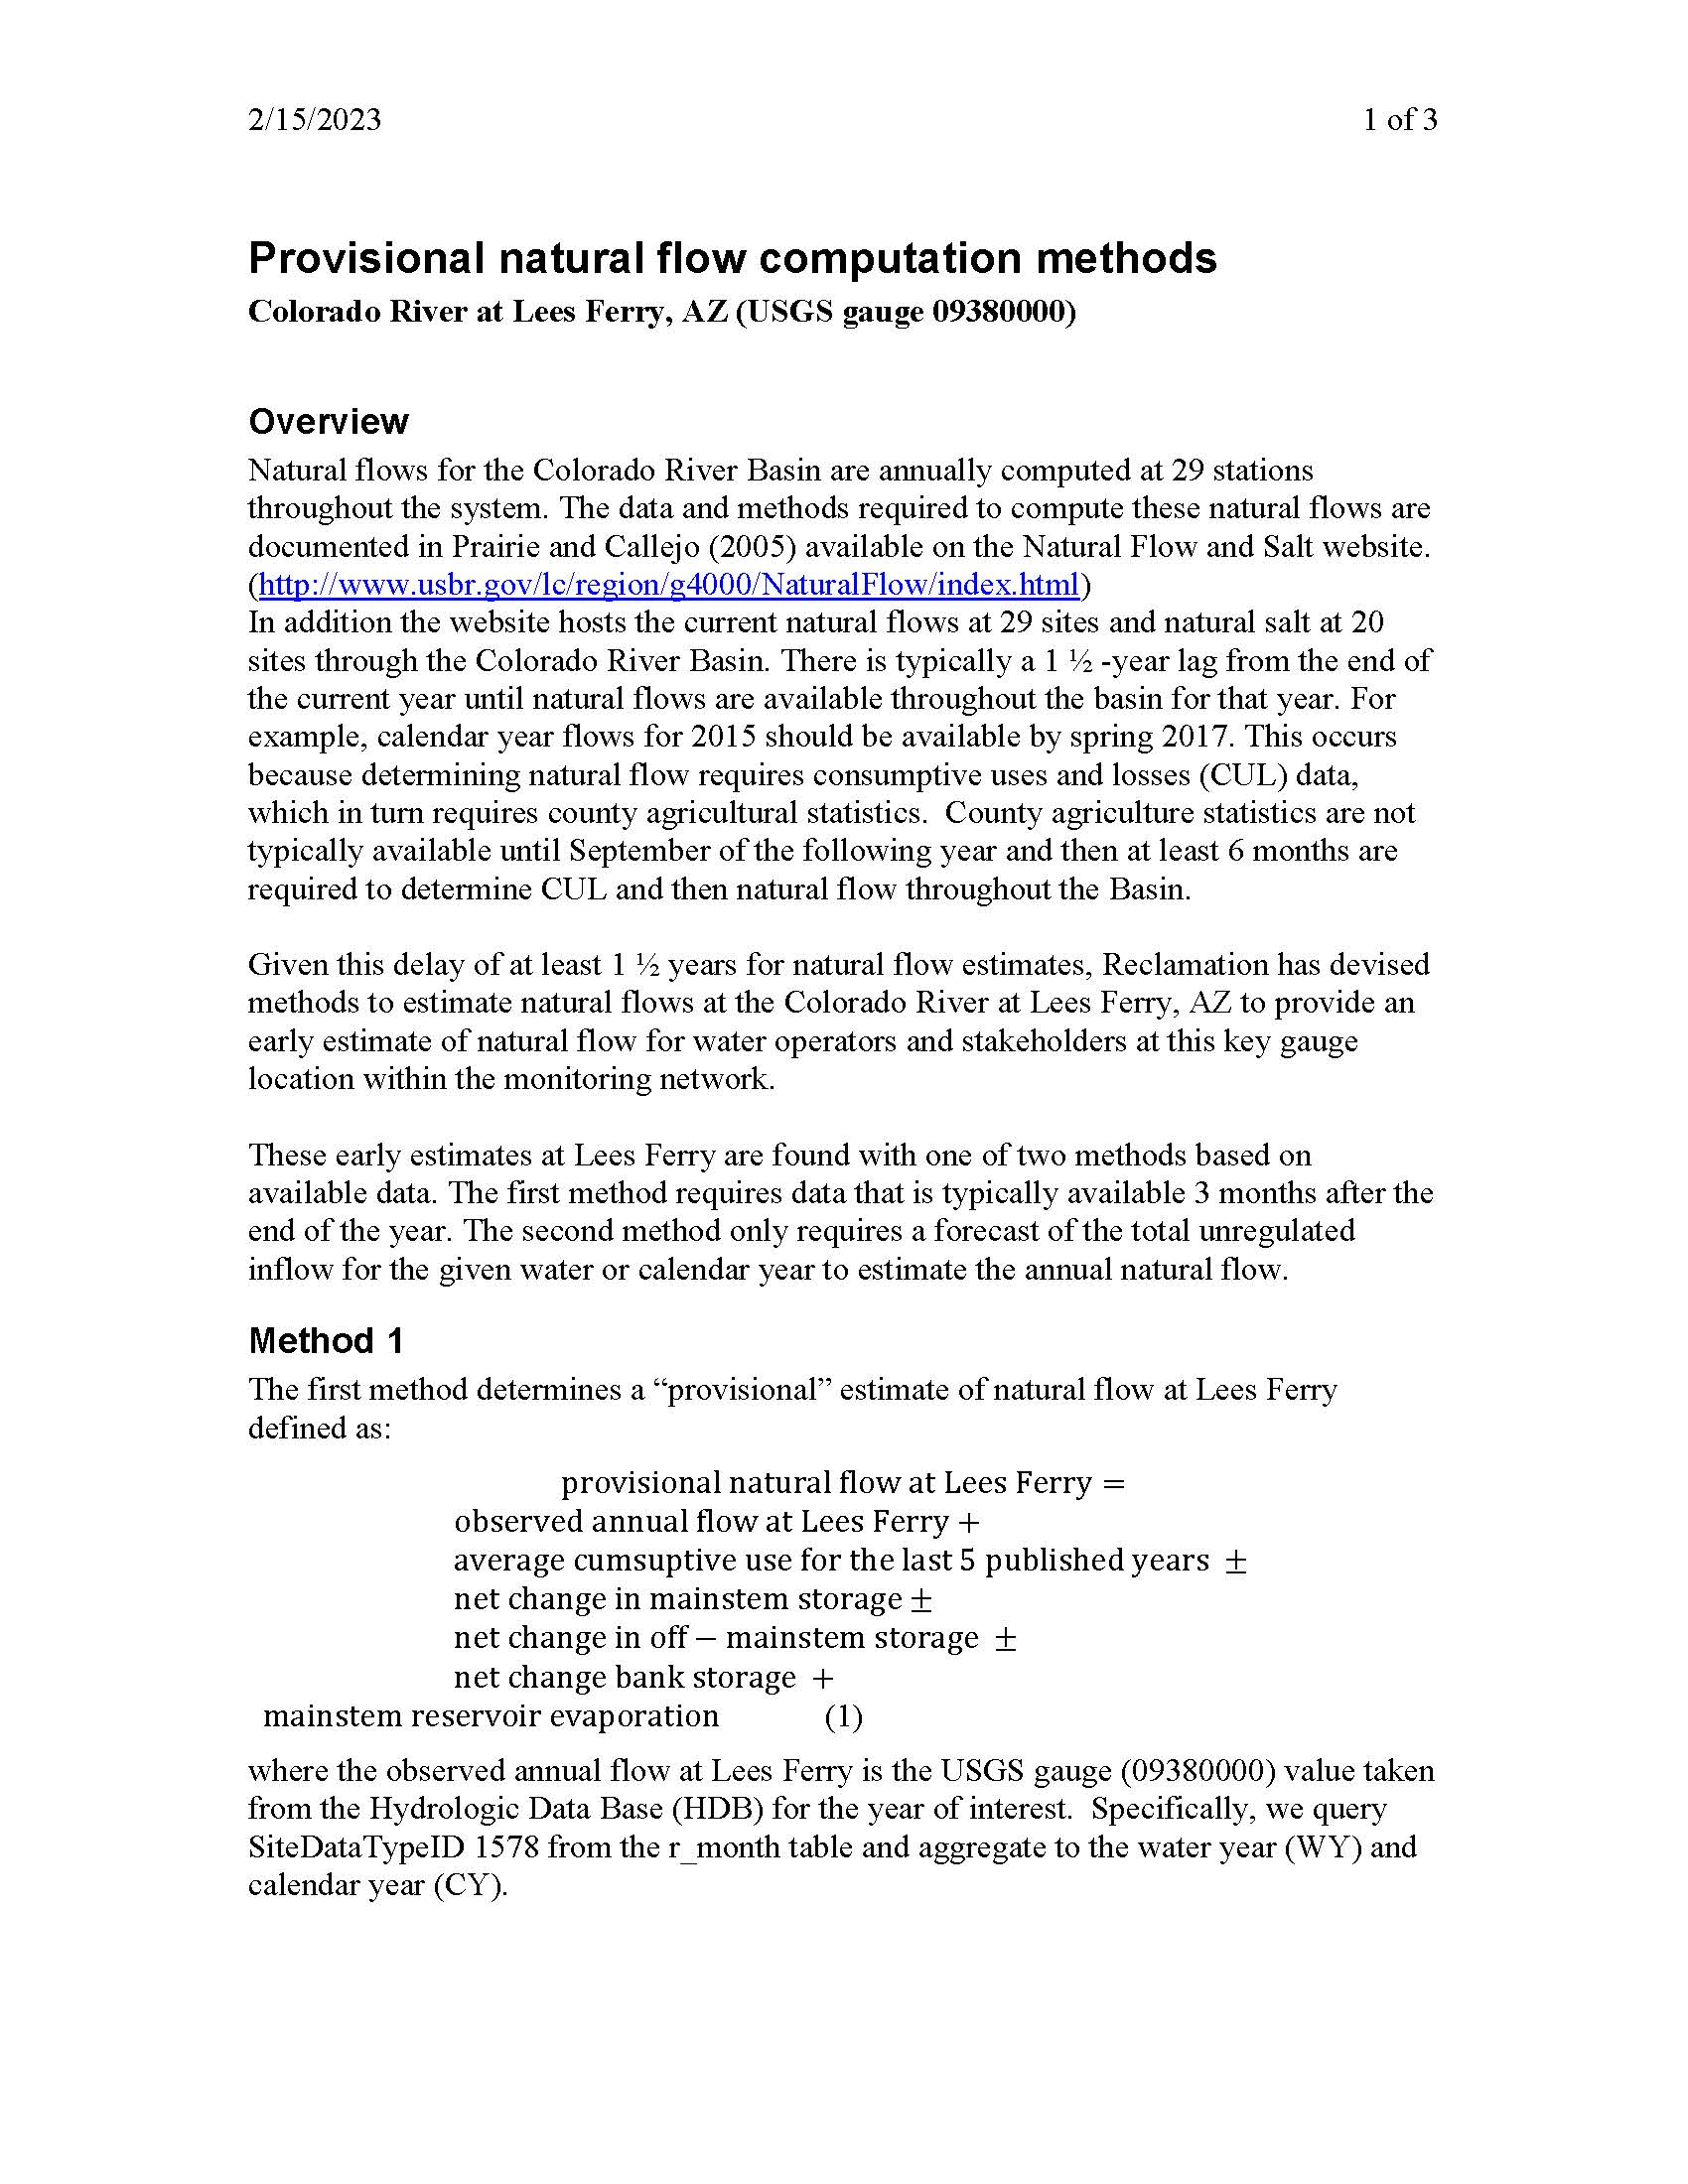 2/15/2023 1 of 3
Provisional natural flow computation methods
Colorado River at Lees Ferry, AZ (USGS gauge 09380000)
Overview
Natural flows for the Colorado River Basin are annually computed at 29 stations
throughout the system. The data and methods required to compute these natural flows are
documented in Prairie and Callejo (2005) available on the Natural Flow and Salt website.
(http://www.usbr.gov/lc/region/g4000/NaturalFlow/index.html)
In addition the website hosts the current natural flows at 29 sites and natural salt at 20
sites through the Colorado River Basin. There is typically a 1 ½ -year lag from the end of
the current year until natural flows are available throughout the basin for that year. For
example, calendar year flows for 2015 should be available by spring 2017. This occurs
because determining natural flow requires consumptive uses and losses (CUL) data,
which in turn requires county agricultural statistics.  County agriculture statistics are not
typically available until September of the following year and then at least 6 months are
required to determine CUL and then natural flow throughout the Basin.
Given this delay of at least 1 ½ years for natural flow estimates, Reclamation has devised
methods to estimate natural flows at the Colorado River at Lees Ferry, AZ to provide an
early estimate of natural flow for water operators and stakeholders at this key gauge
location within the monitoring network.
These early estimates at Lees Ferry are found with one of two methods based on
available data. The first method requires data that is typically available 3 months after the
end of the year. The second method only requires a forecast of the total unregulated
inflow for the given water or calendar year to estimate the annual natural flow.
Method 1
The first method determines a “provisional” estimate of natural flow at Lees Ferry
defined as:
provisional natural flow at Lees Ferry =
observed annual flow at Lees Ferry +
average cumsuptive use for the last 5 published years ±
net change in mainstem storage ±
net change in off − mainstem storage ±
net change bank storage +
mainstem reservoir evaporation (1)
where the observed annual flow at Lees Ferry is the USGS gauge (09380000) value taken
from the Hydrologic Data Base (HDB) for the year of interest.  Specifically, we query
SiteDataTypeID 1578 from the r_month table and aggregate to the water year (WY) and
calendar year (CY).